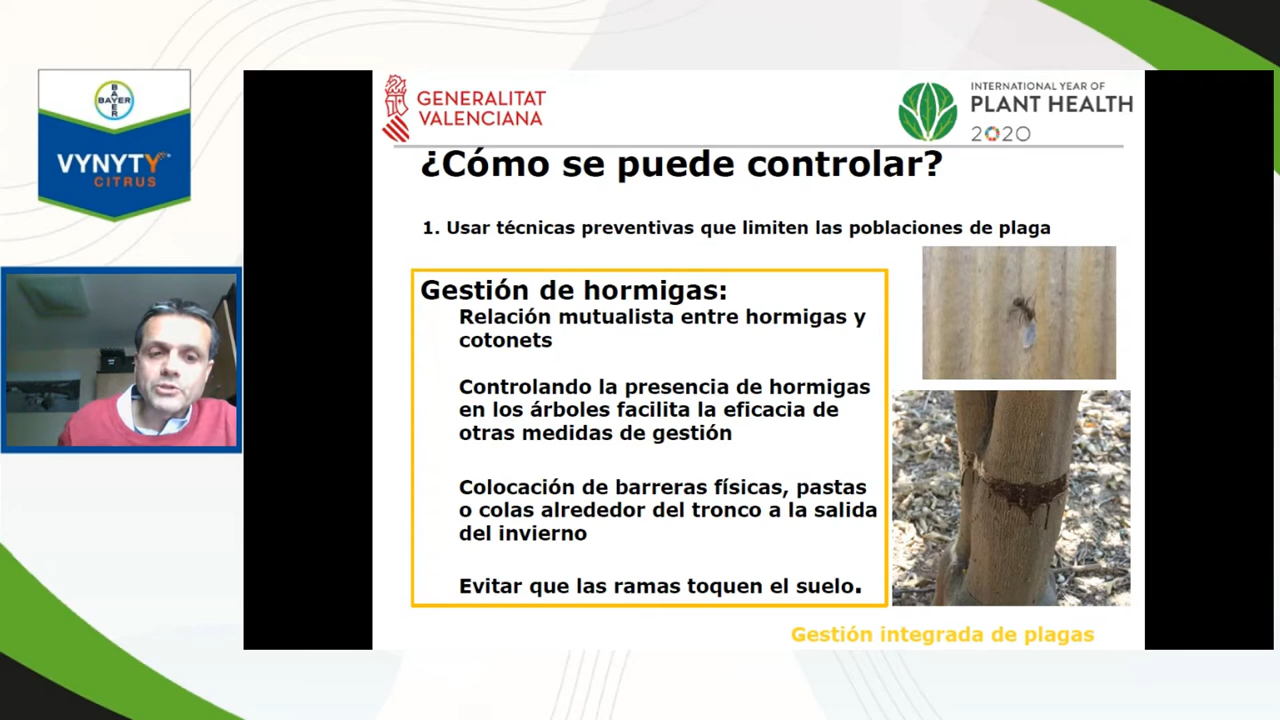 BAYER
BAYER
VYNYTY™
CITRUS
GENERALITAT
VALENCIANA
INTERNATIONAL YEAR OF
PLANT HEALTH
2020
¿Cómo se puede controlar?
1. Usar técnicas preventivas que limiten las poblaciones de plaga
Gestión de hormigas:
Relación mutualista entre hormigas y
cotonets
Controlando la presencia de hormigas
en los árboles facilita la eficacia de
otras medidas de gestión
Colocación de barreras físicas, pastas
o colas alrededor del tronco a la salida
del invierno
Evitar que las ramas toquen el suelo.
Gestión integrada de plagas